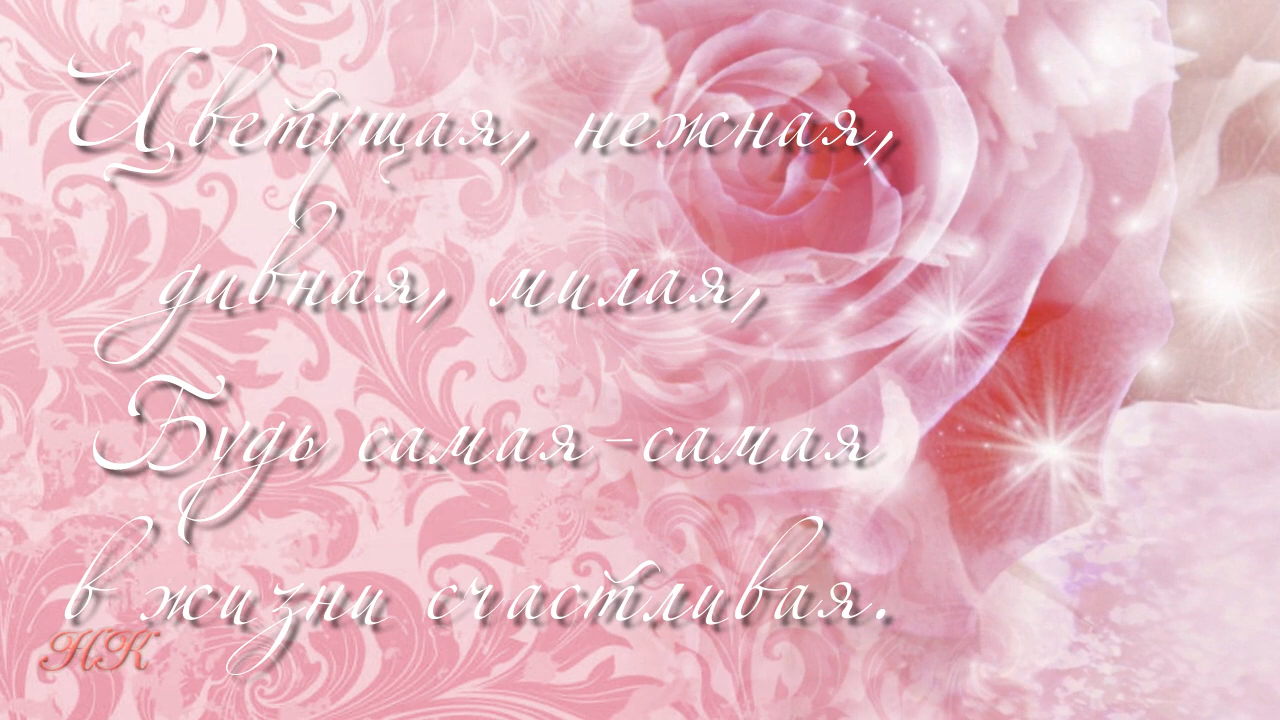 Цветущая, нежная,
дивная, милая,
Будь самая-самая
в жизни счастливая.
НК